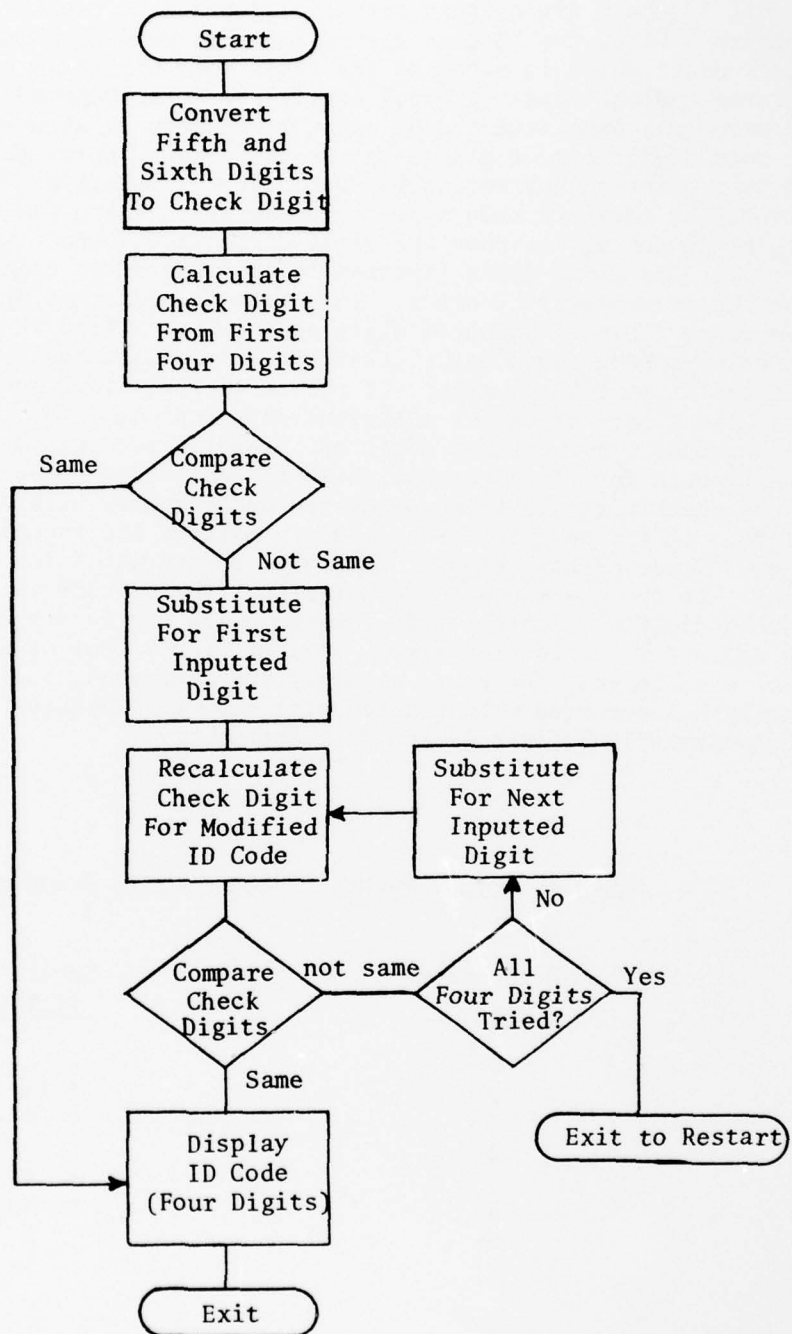 Start
Convert
Fifth and
Sixth Digits
To Check Digit
Calculate
Check Digit
From First
Four Digits
Same
Compare
Check
Digits
Not Same
Substitute
For First
Inputted
Digit
Recalculate
Check Digit
For Modified
ID Code
Substitute
For Next
Inputted
Digit
No
Compare
Check
Digits
not same
All
Four Digits
Tried?
Yes
Same
Exit to Restart
Display
ID Code
(Four Digits)
Exit